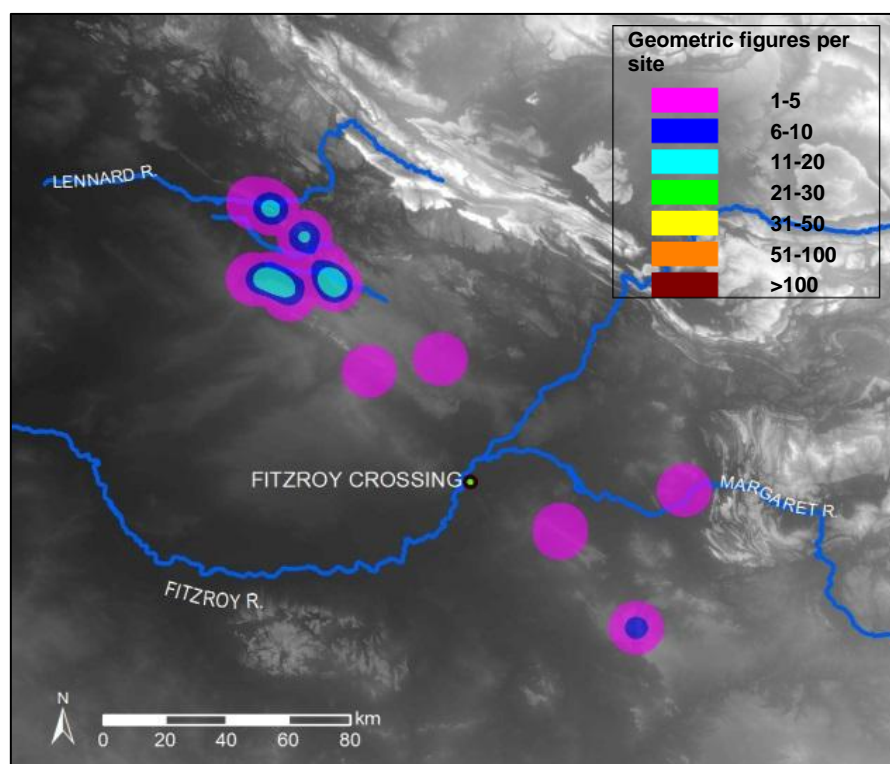 Geometric figures per
site
1-5
6-10
11-20
21-30
31-50
51-100
>100
LENNARD R.
FITZROY CROSSING
MARGARET R.
FITZROY R.
N
km
0 20 40 60 80